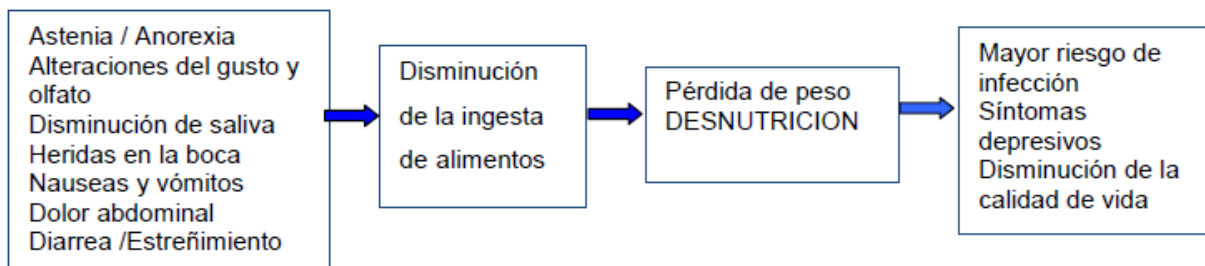 Astenia / Anorexia
Alteraciones del gusto y
olfato
Disminución de saliva
Heridas en la boca
Nauseas y vómitos
Dolor abdominal
Diarrea /Estreñimiento
Disminución
de la ingesta
de alimentos
Pérdida de peso
DESNUTRICION
Mayor riesgo de
infección
Síntomas
depresivos
Disminución de la
calidad de vida